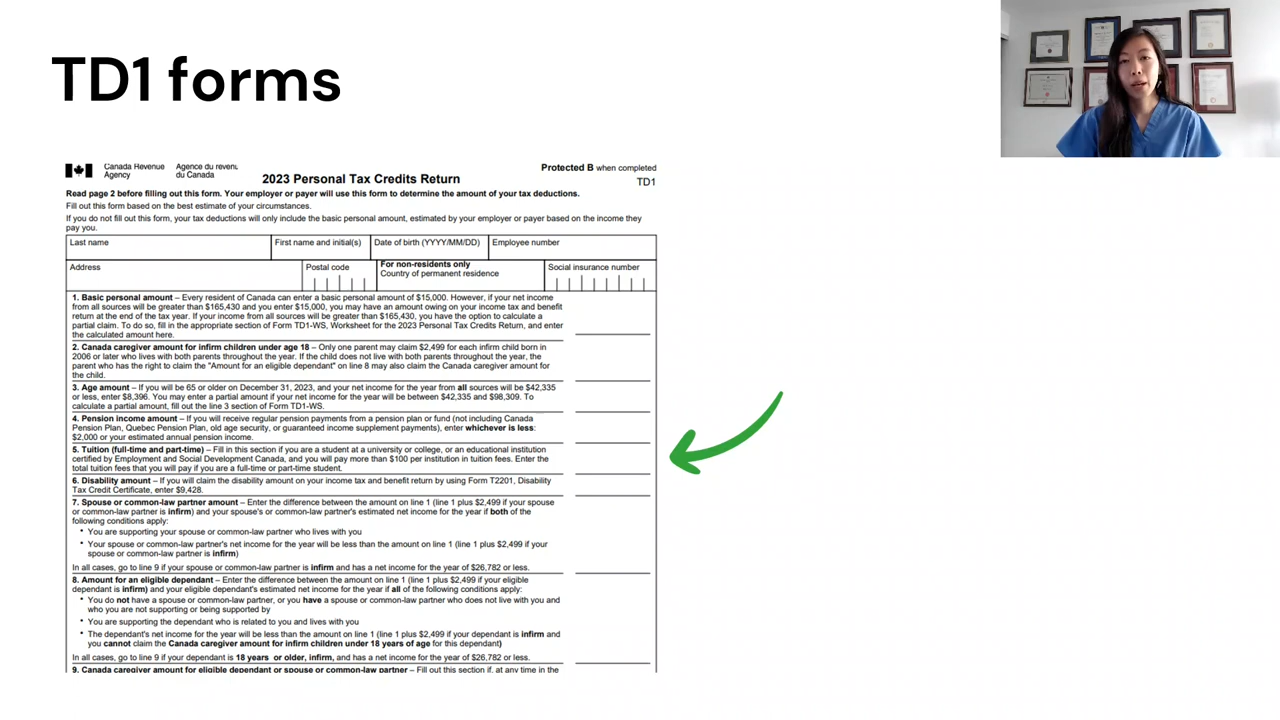 TD1 forms
Canada Revenue Agence du revenu
Agency du Canada
2023 Personal Tax Credits Return
Protected B when completed
TD1
Read page 2 before filling out this form. Your employer or payer will use this form to determine the amount of your tax deductions.
Fill out this form based on the best estimate of your circumstances.
If you do not fill out this form, your tax deductions will only include the basic personal amount, estimated by your employer or payer based on the income they
pay you.
Last name First name and initial(s) Date of birth (YYYY/MM/DD) Employee number
Address Postal code For non-residents only Social insurance number
Country of permanent residence
1. Basic personal amount – Every resident of Canada can enter a basic personal amount of $15,000. However, if your net income
from all sources will be greater than $165,430 and you enter $15,000, you may have an amount owing on your income tax and benefit
return at the end of the tax year. If your income from all sources will be greater than $165,430, you have the option to calculate a
partial claim. To do so, fill in the appropriate section of Form TD1-WS, Worksheet for the 2023 Personal Tax Credits Return, and enter
the calculated amount here.
2. Canada caregiver amount for infirm children under age 18 – Only one parent may claim $2,499 for each infirm child born in
2006 or later who lives with both parents throughout the year. If the child does not live with both parents throughout the year, the
parent who has the right to claim the "Amount for an eligible dependant" on line 8 may also claim the Canada caregiver amount for
the child.
3. Age amount – If you will be 65 or older on December 31, 2023, and your net income for the year from all sources will be $42,335
or less, enter $8,396. You may enter a partial amount if your net income for the year will be between $42,335 and $98,309. To
calculate a partial amount, fill out the line 3 section of Form TD1-WS.
4. Pension income amount – If you will receive regular pension payments from a pension plan or fund (not including Canada
Pension Plan, Quebec Pension Plan, old age security, or guaranteed income supplement payments), enter whichever is less:
$2,000 or your estimated annual pension income.
5. Tuition (full-time and part-time) – Fill in this section if you are a student at a university or college, or an educational institution
certified by Employment and Social Development Canada, and you will pay more than $100 per institution in tuition fees. Enter the
total tuition fees that you will pay if you are a full-time or part-time student.
6. Disability amount – If you will claim the disability amount on your income tax and benefit return by using Form T2201, Disability
Tax Credit Certificate, enter $9,428.
7. Spouse or common-law partner amount – Enter the difference between the amount on line 1 (line 1 plus $2,499 if your spouse
or common-law partner is infirm) and your spouse's or common-law partner's estimated net income for the year if both of the
following conditions apply:
• You are supporting your spouse or common-law partner who lives with you
• Your spouse or common-law partner's net income for the year will be less than the amount on line 1 (line 1 plus $2,499 if your
spouse or common-law partner is infirm)
In all cases, go to line 9 if your spouse or common-law partner is infirm and has a net income for the year of $26,782 or less.
8. Amount for an eligible dependant – Enter the difference between the amount on line 1 (line 1 plus $2,499 if your eligible
dependant is infirm) and your eligible dependant's estimated net income for the year if all of the following conditions apply:
• You do not have a spouse or common-law partner, or you have a spouse or common-law partner who does not live with you and
who you are not supporting or being supported by
• You are supporting the dependant who is related to you and lives with you
• The dependant's net income for the year will be less than the amount on line 1 (line 1 plus $2,499 if your dependant is infirm and
you cannot claim the Canada caregiver amount for infirm children under 18 years of age for this dependant)
In all cases, go to line 9 if your dependant is 18 years or older, infirm, and has a net income for the year of $26,782 or less.
9. Canada caregiver amount for eligible dependant or spouse or common-law partner – Fill out this section if, at any time in the